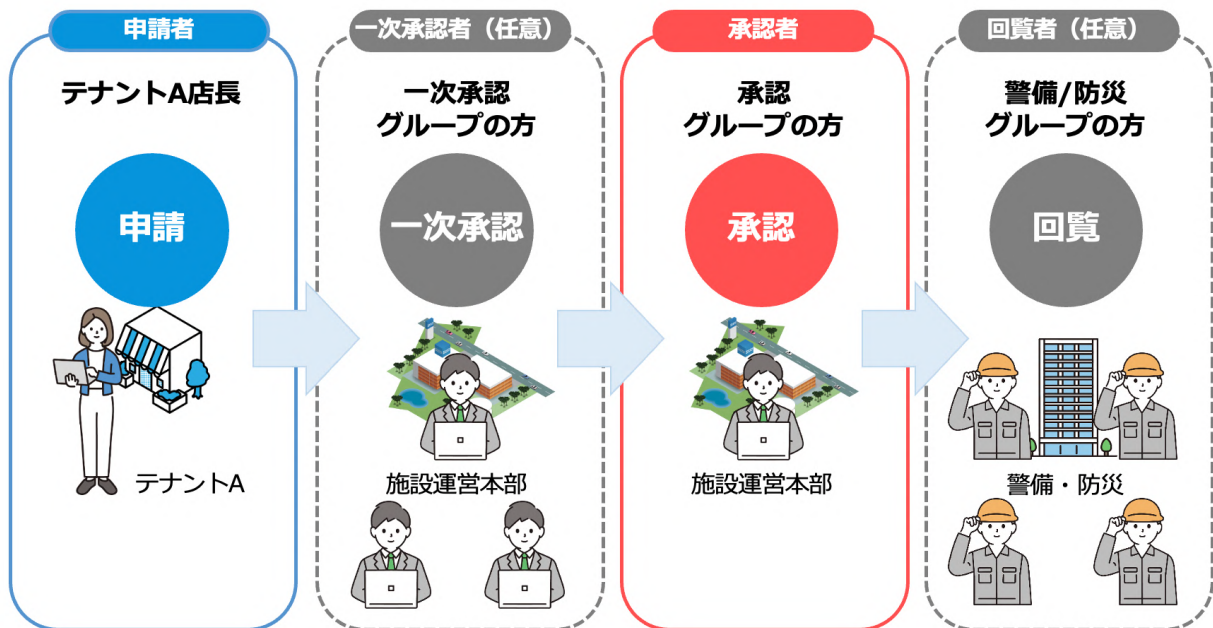 申請者
テナントA店長
申請
テナントA
一次承認者（任意）
一次承認
グループの方
一次承認
施設運営本部
承認者
承認
グループの方
承認
施設運営本部
回覧者（任意）
警備/防災
グループの方
回覧
警備・防災